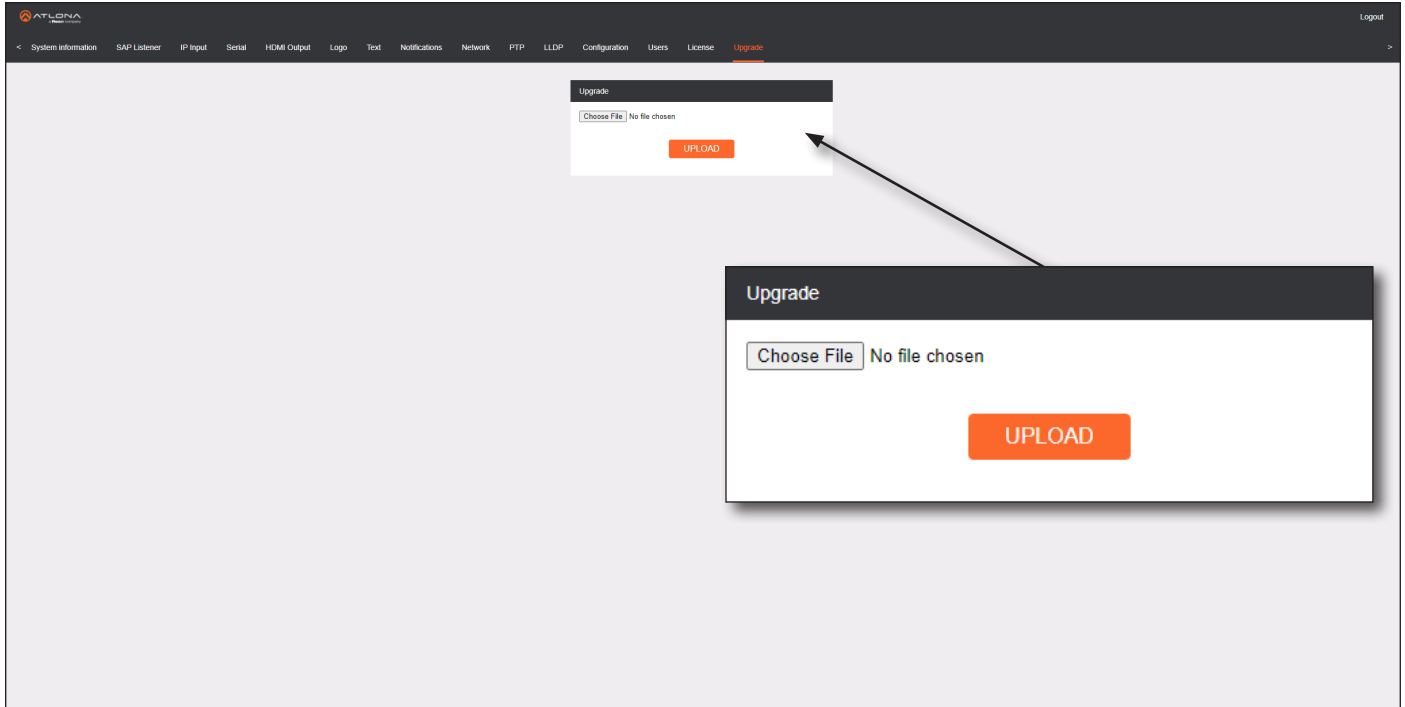 ATLONA
Logout
< System information SAP Listener IP Input Serial HDMI Output Logo Text Notifications Network PTP LLDP Configuration Users License Upgrade >
Upgrade
Choose File No file chosen
UPLOAD
Upgrade
Choose File No file chosen
UPLOAD